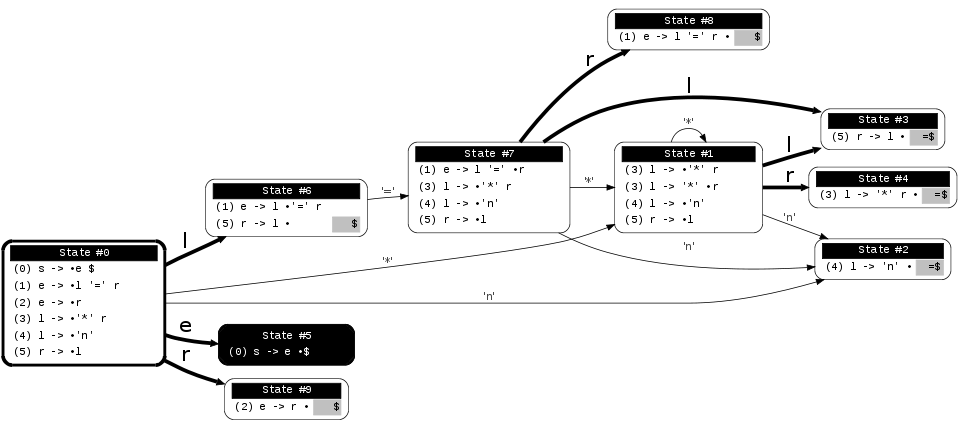 State #8
(1) e -> l '=' r • $
r
l
State #3
(5) r -> l • =$
'*'
State #7
(1) e -> l '=' •r
(3) l -> •'*' r
(4) l -> •'n'
(5) r -> •l
State #1
(3) l -> •'*' r
(3) l -> '*' •r
(4) l -> •'n'
(5) r -> •l
l
r
State #4
(3) l -> '*' r • =$
'*'
State #6
(1) e -> l •'=' r
(5) r -> l • $
'='
'n'
'n'
State #2
(4) l -> 'n' • =$
l
State #0
(0) s -> •e $
(1) e -> •l '=' r
(2) e -> •r
(3) l -> •'*' r
(4) l -> •'n'
(5) r -> •l
'*'
'n'
e
State #5
(0) s -> e •$
r
State #9
(2) e -> r • $